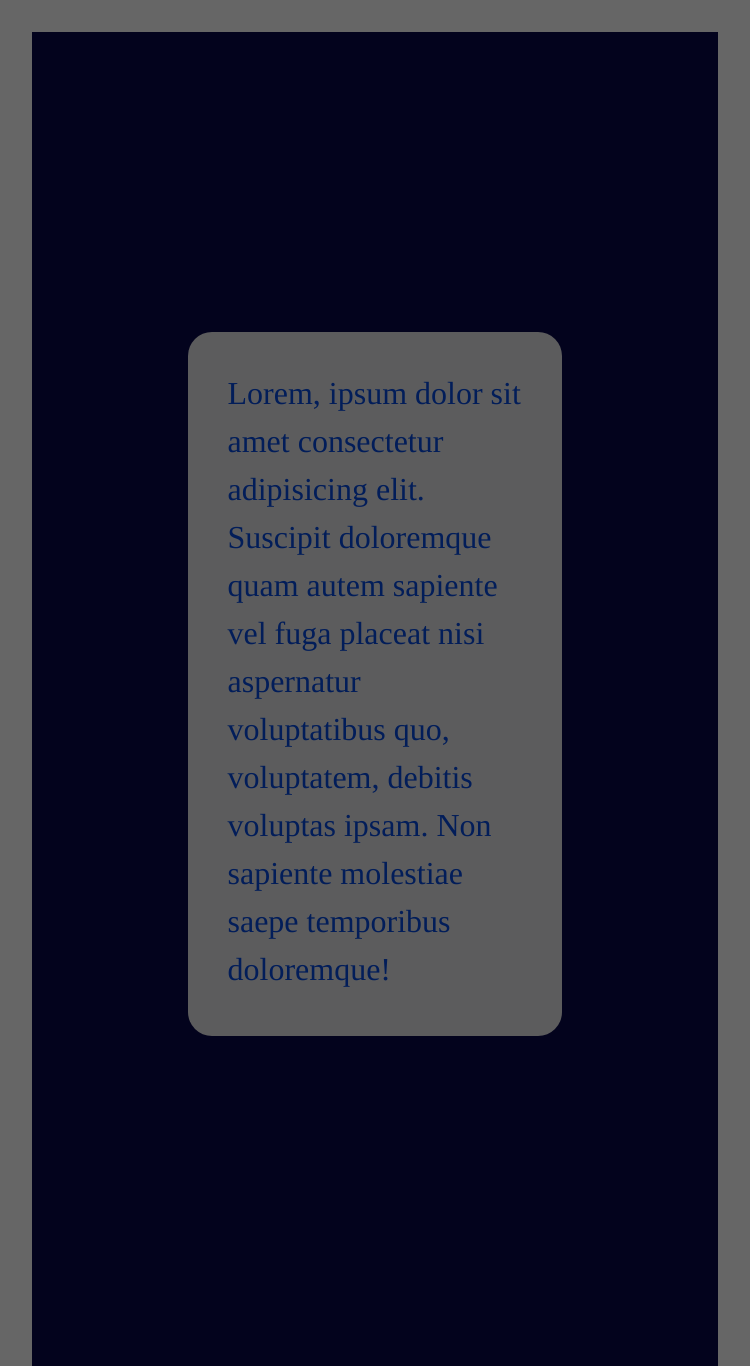 Lorem, ipsum dolor sit
amet consectetur
adipisicing elit.
Suscipit doloremque
quam autem sapiente
vel fuga placeat nisi
aspernatur
voluptatibus quo,
voluptatem, debitis
voluptas ipsam. Non
sapiente molestiae
saepe temporibus
doloremque!